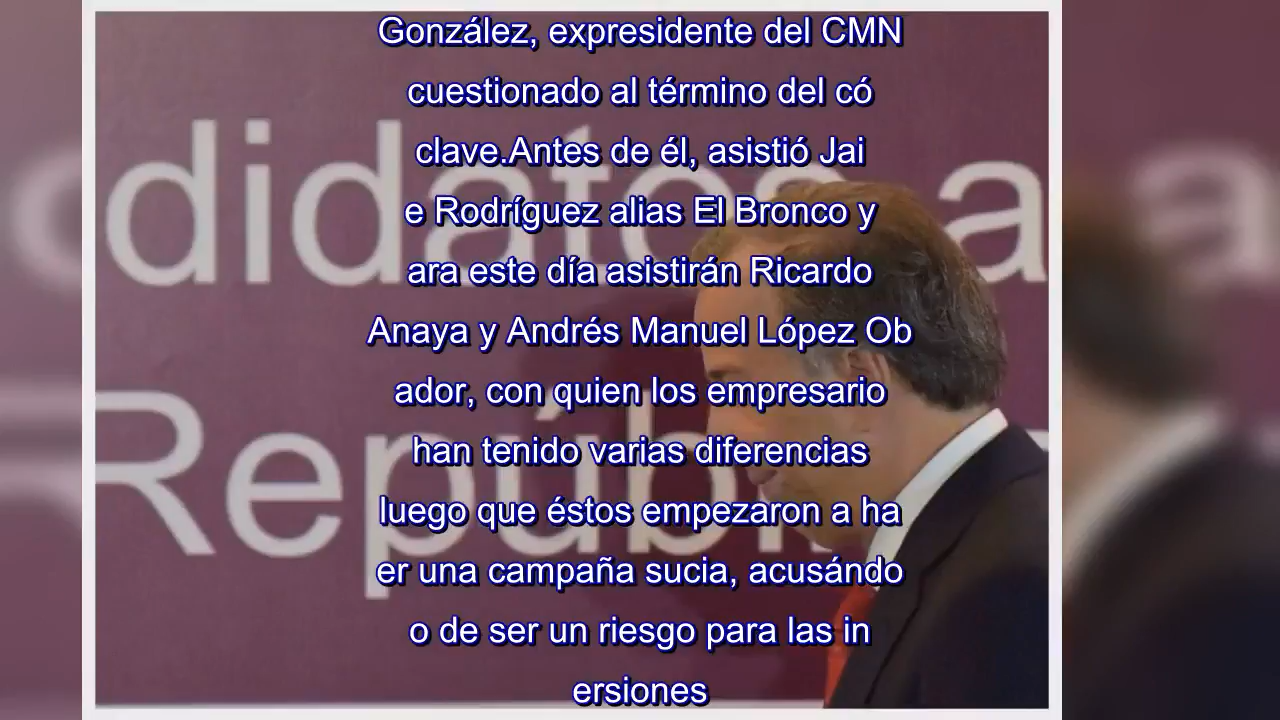 González, expresidente del CMN
cuestionado al término del có
clave.Antes de él, asistió Jai
e Rodríguez alias El Bronco y
ara este día asistirán Ricardo
Anaya y Andrés Manuel López Ob
ador, con quien los empresario
han tenido varias diferencias
luego que éstos empezaron a ha
er una campaña sucia, acusándo
o de ser un riesgo para las in
ersiones
didatos a
Repúbli